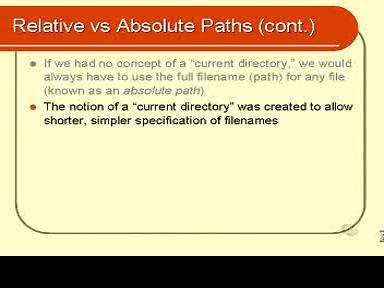 Relative vs Absolute Paths (cont.)
If we had no concept of a “current directory,” we would
always have to use the full filename (path) for any file
(known as an absolute path)
The notion of a “current directory” was created to allow
shorter, simpler specification of filenames